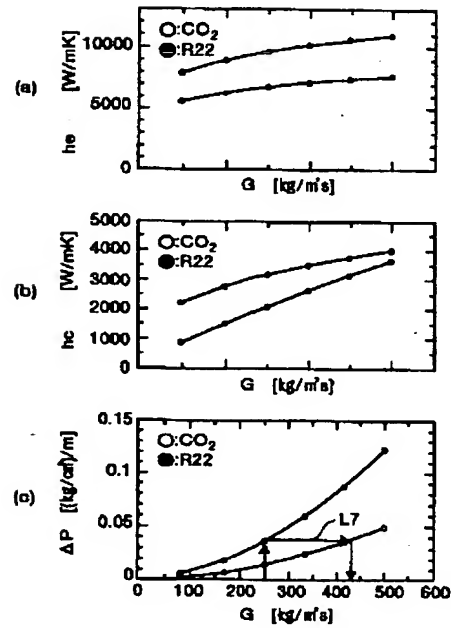 (a)
he [W/mK]
10000
5000
0
○:CO₂
●:R22
G [kg/m²s]
(b)
hc [W/mK]
5000
4000
3000
2000
1000
0
○:CO₂
●:R22
G [kg/m²s]
(c)
ΔP [(kg/cm²)/m]
0.15
0.1
0.05
0
○:CO₂
●:R22
L7
0 100 200 300 400 500 600
G [kg/m²s]